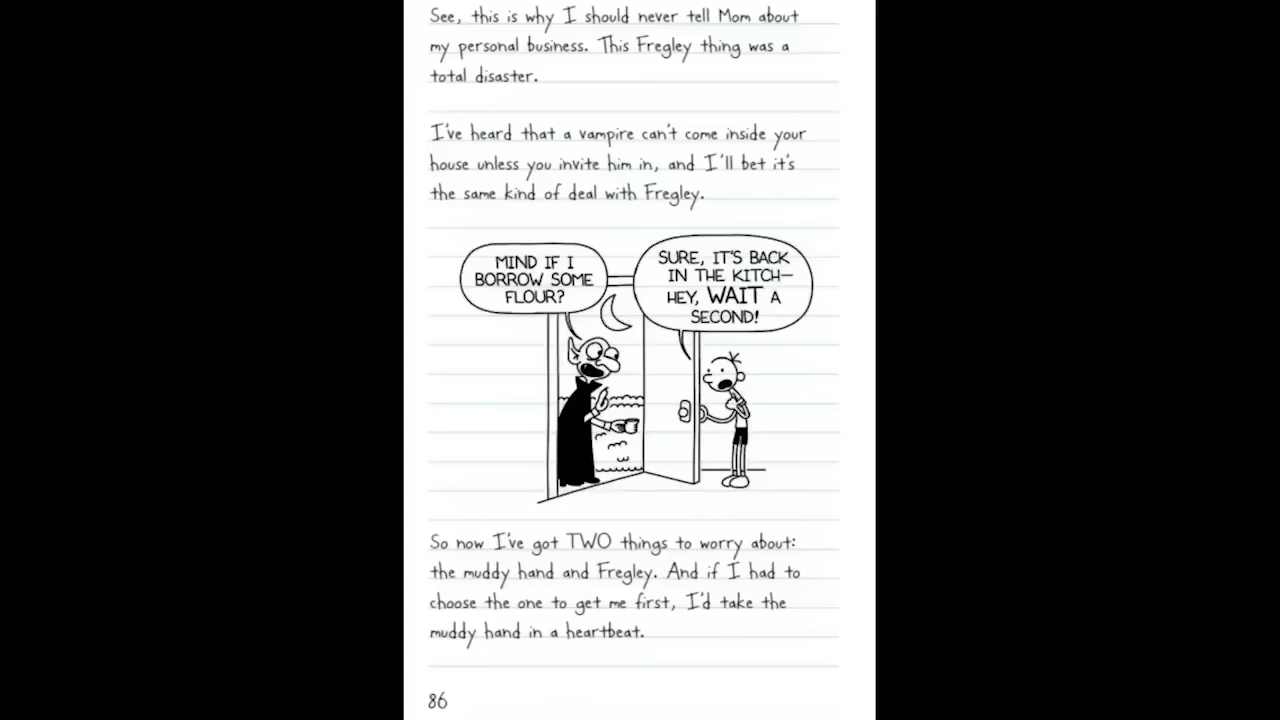 See, this is why I should never tell Mom about
my personal business. This Fregley thing was a
total disaster.
I've heard that a vampire can't come inside your
house unless you invite him in, and I'll bet it's
the same kind of deal with Fregley.
MIND IF I
BORROW SOME
FLOUR?
SURE, IT'S BACK
IN THE KITCH—
HEY, WAIT A
SECOND!
So now I've got TWO things to worry about:
the muddy hand and Fregley. And if I had to
choose the one to get me first, I'd take the
muddy hand in a heartbeat.
86